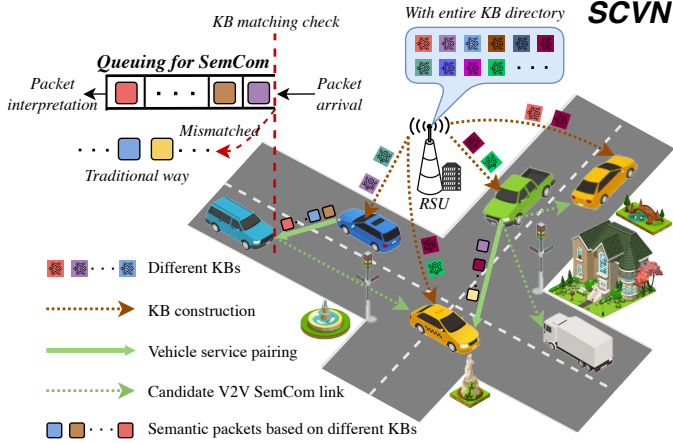 SCVN
KB matching check
With entire KB directory
Queuing for SemCom
Packet
interpretation
Packet
arrival
Mismatched
Traditional way
RSU
Different KBs
KB construction
Vehicle service pairing
Candidate V2V SemCom link
Semantic packets based on different KBs